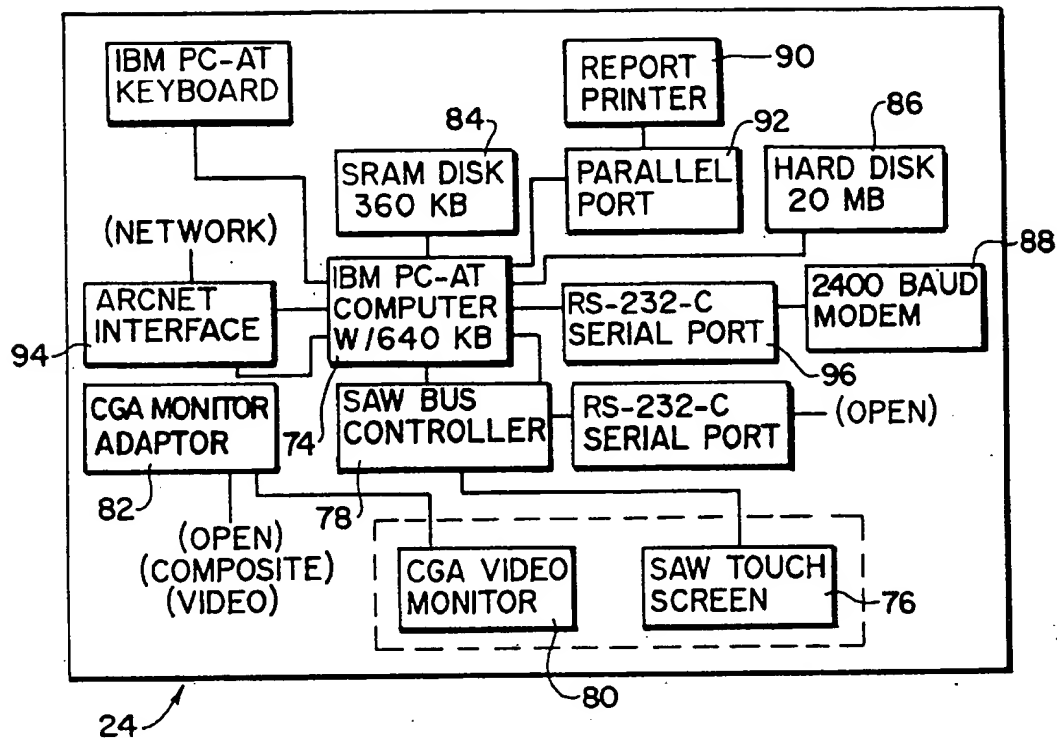 IBM PC-AT
KEYBOARD
REPORT
PRINTER
90
84
92
86
SRAM DISK
360 KB
PARALLEL
PORT
HARD DISK
20 MB
(NETWORK)
88
ARCNET
INTERFACE
94
IBM PC-AT
COMPUTER
W/640 KB
RS-232-C
SERIAL PORT
96
2400 BAUD
MODEM
CGA MONITOR
ADAPTOR
82
74
SAW BUS
CONTROLLER
78
RS-232-C
SERIAL PORT
(OPEN)
(OPEN)
(COMPOSITE)
(VIDEO)
CGA VIDEO
MONITOR
80
SAW TOUCH
SCREEN
76
24